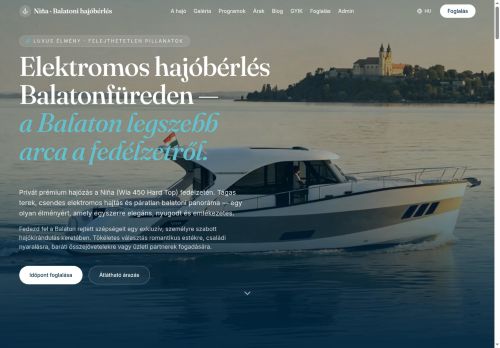 Niña · Balatoni hajóbérlés
A hajó Galéria Programok Árak Blog GYIK Foglalás Admin
HU Foglalás
LUXUS ÉLMÉNY · FELEJTHETETLEN PILLANATOK
Elektromos hajóbérlés
Balatonfüreden —
a Balaton legszebb
arca a fedélzetről.
Privát prémium hajózás a Niña (Wia 450 Hard Top) fedélzetén. Tágas
terek, csendes elektromos hajtás és páratlan balatoni panoráma — egy
olyan élményért, amely egyszerre elegáns, nyugodt és emlékezetes.
Fedezd fel a Balaton rejtett szépségeit egy exkluzív, személyre szabott
hajókirándulás keretében. Tökéletes választás romantikus estékre, családi
nyaralásra, baráti összejövetelekre vagy üzleti partnerek fogadására.
Időpont foglalása
Átlátható árazás